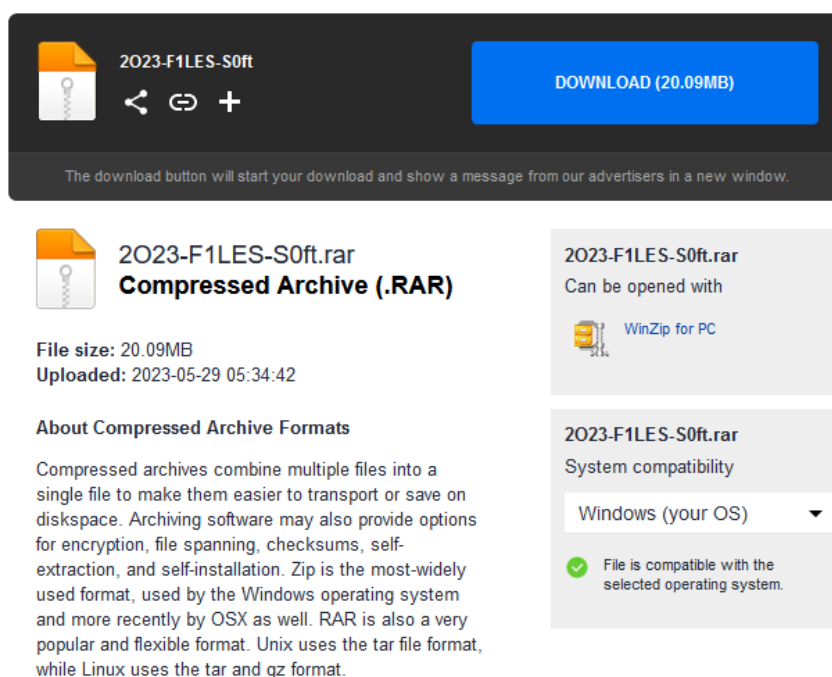 2O23-F1LES-S0ft
DOWNLOAD (20.09MB)
The download button will start your download and show a message from our advertisers in a new window.
2O23-F1LES-S0ft.rar
Compressed Archive (.RAR)
File size: 20.09MB
Uploaded: 2023-05-29 05:34:42
About Compressed Archive Formats
Compressed archives combine multiple files into a
single file to make them easier to transport or save on
diskspace. Archiving software may also provide options
for encryption, file spanning, checksums, self-
extraction, and self-installation. Zip is the most-widely
used format, used by the Windows operating system
and more recently by OSX as well. RAR is also a very
popular and flexible format. Unix uses the tar file format,
while Linux uses the tar and gz format.
2O23-F1LES-S0ft.rar
Can be opened with
WinZip for PC
2O23-F1LES-S0ft.rar
System compatibility
Windows (your OS)
File is compatible with the
selected operating system.